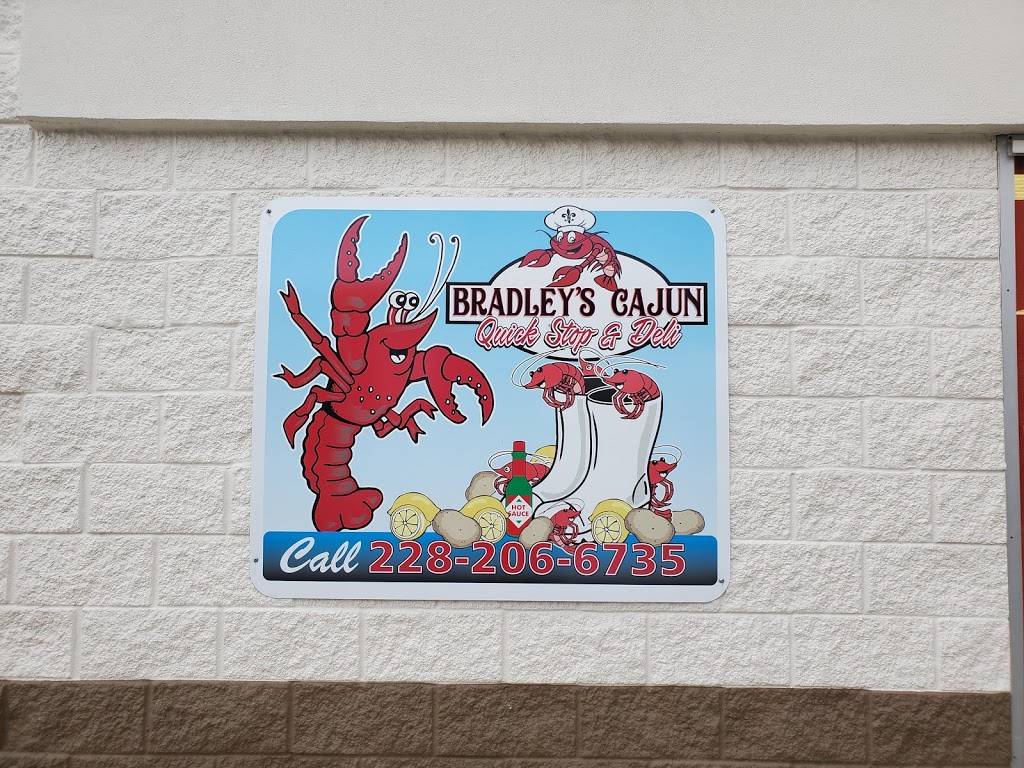 BRADLEY'S CAJUN
Quick Stop & Deli
HOT
SAUCE
Call 228-206-6735